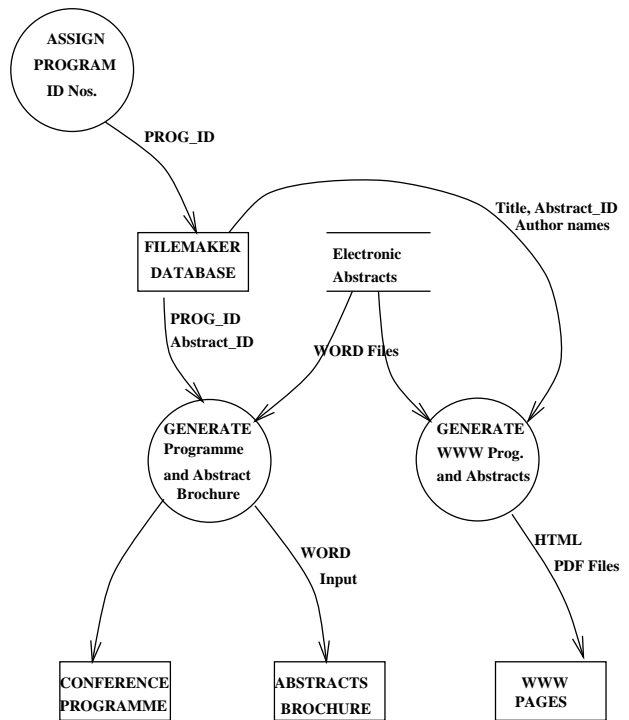 ASSIGN
PROGRAM
ID Nos.
PROG_ID
Title, Abstract_ID
Author names
FILEMAKER
DATABASE
Electronic
Abstracts
PROG_ID
Abstract_ID
WORD Files
GENERATE
Programme
and Abstract
Brochure
GENERATE
WWW Prog.
and Abstracts
WORD
Input
HTML
PDF Files
CONFERENCE
PROGRAMME
ABSTRACTS
BROCHURE
WWW
PAGES